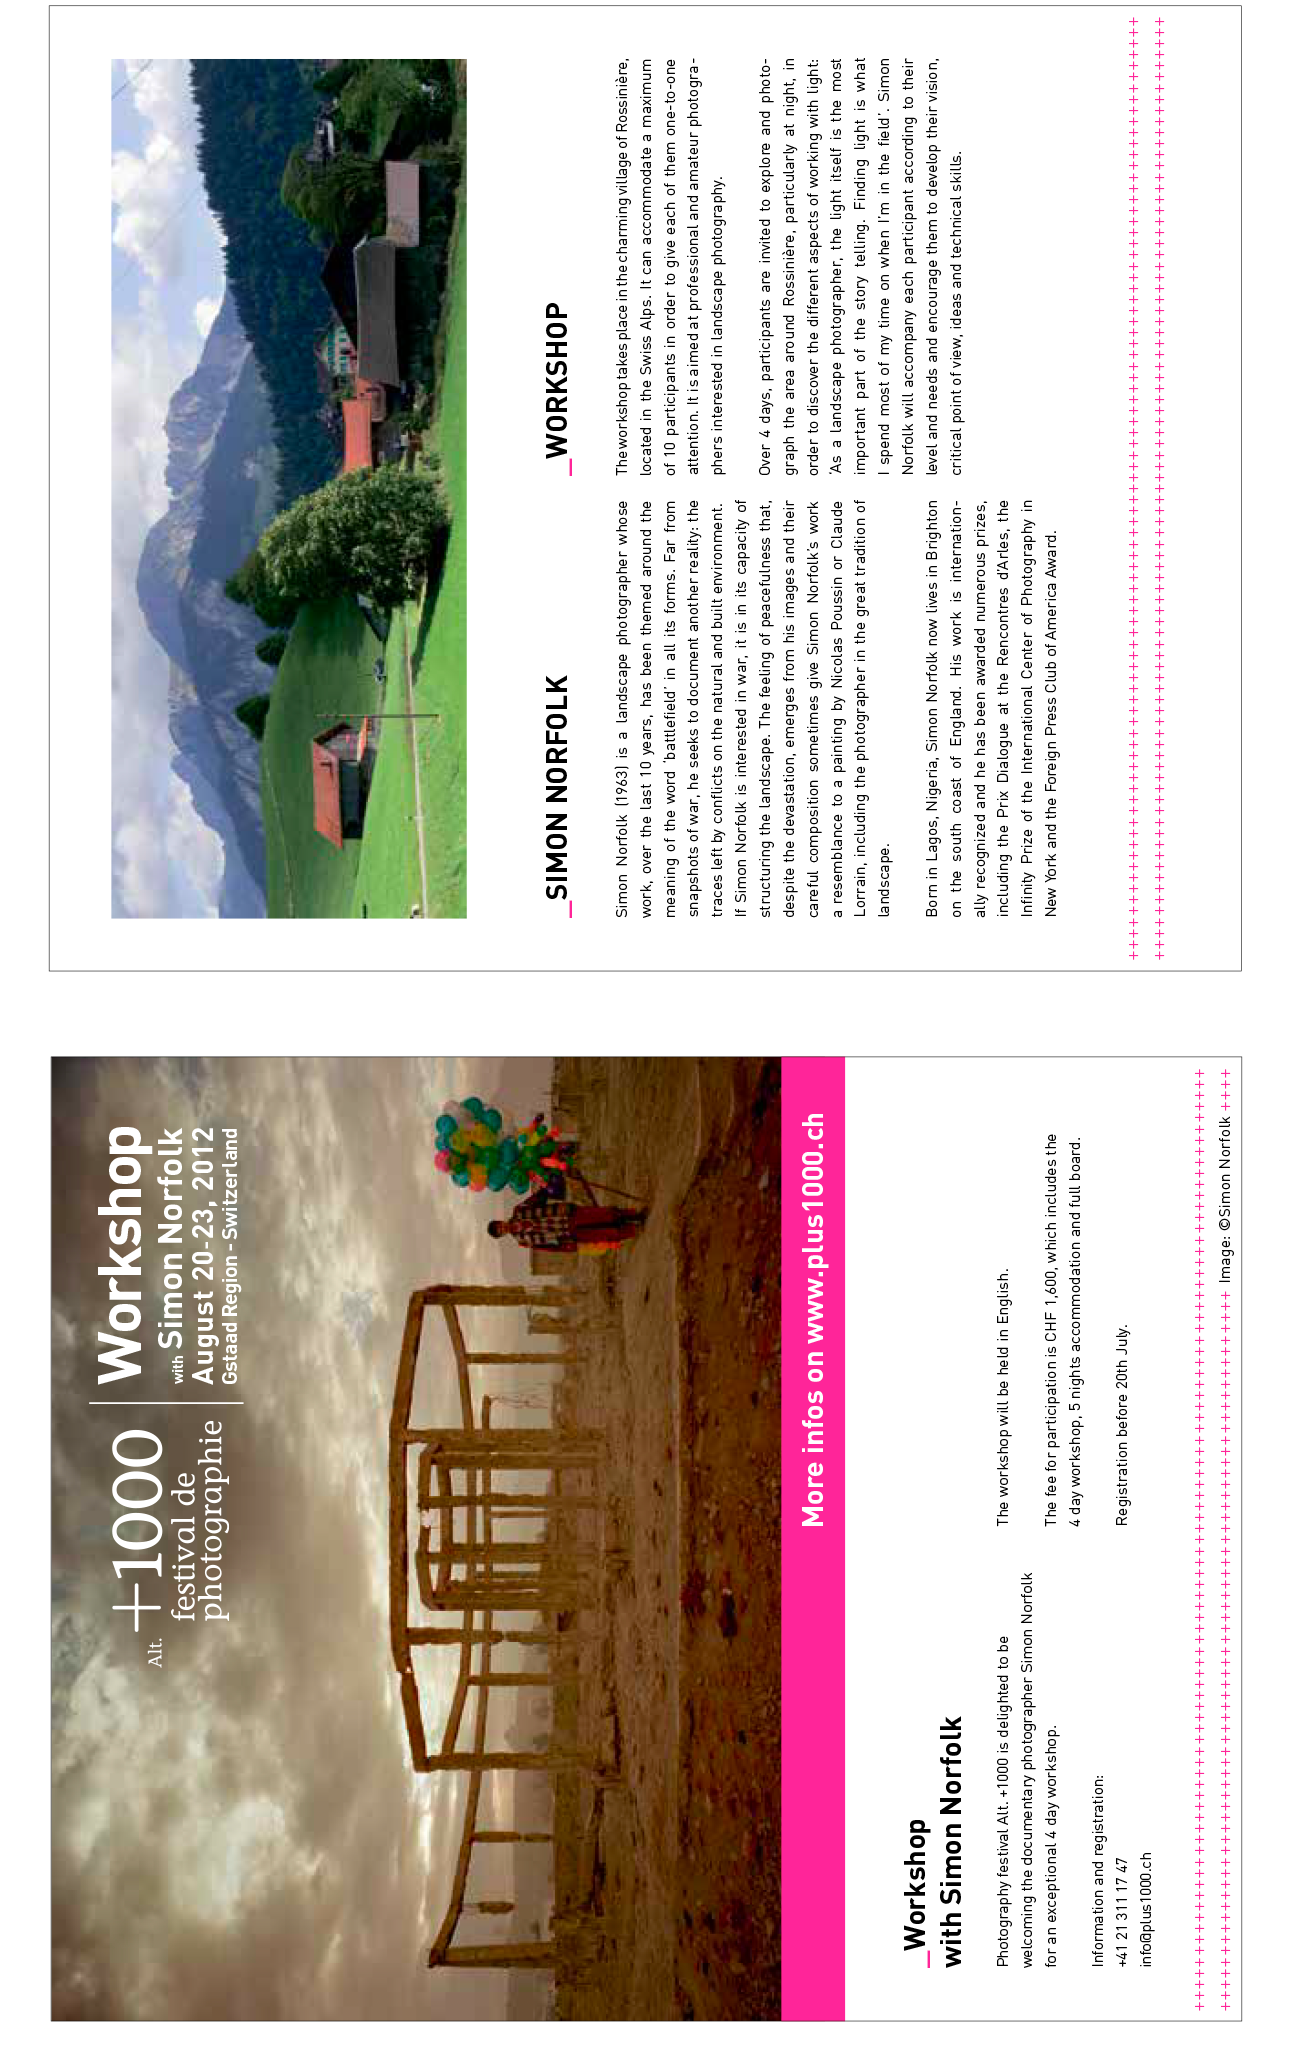 Alt. +1000
festival de
photographie
Workshop
with Simon Norfolk
August 20-23, 2012
Gstaad Region - Switzerland
More infos on www.plus1000.ch
_Workshop
with Simon Norfolk
Photography festival Alt. +1000 is delighted to be
welcoming the documentary photographer Simon Norfolk
for an exceptional 4 day workshop.
Information and registration:
+41 21 311 17 47
info@plus1000.ch
The workshop will be held in English.
The fee for participation is CHF 1,600, which includes the
4 day workshop, 5 nights accommodation and full board.
Registration before 20th July.
Image: ©Simon Norfolk
_SIMON NORFOLK
Simon Norfolk (1963) is a landscape photographer whose
work, over the last 10 years, has been themed around the
meaning of the word 'battlefield' in all its forms. Far from
snapshots of war, he seeks to document another reality: the
traces left by conflicts on the natural and built environment.
If Simon Norfolk is interested in war, it is in its capacity of
structuring the landscape. The feeling of peacefulness that,
despite the devastation, emerges from his images and their
careful composition sometimes give Simon Norfolk's work
a resemblance to a painting by Nicolas Poussin or Claude
Lorrain, including the photographer in the great tradition of
landscape.
Born in Lagos, Nigeria, Simon Norfolk now lives in Brighton
on the south coast of England. His work is internation-
ally recognized and he has been awarded numerous prizes,
including the Prix Dialogue at the Rencontres d'Arles, the
Infinity Prize of the International Center of Photography in
New York and the Foreign Press Club of America Award.
_WORKSHOP
The workshop takes place in the charming village of Rossinière,
located in the Swiss Alps. It can accommodate a maximum
of 10 participants in order to give each of them one-to-one
attention. It is aimed at professional and amateur photogra-
phers interested in landscape photography.
Over 4 days, participants are invited to explore and photo-
graph the area around Rossinière, particularly at night, in
order to discover the different aspects of working with light:
'As a landscape photographer, the light itself is the most
important part of the story telling. Finding light is what
I spend most of my time on when I'm in the field'. Simon
Norfolk will accompany each participant according to their
level and needs and encourage them to develop their vision,
critical point of view, ideas and technical skills.